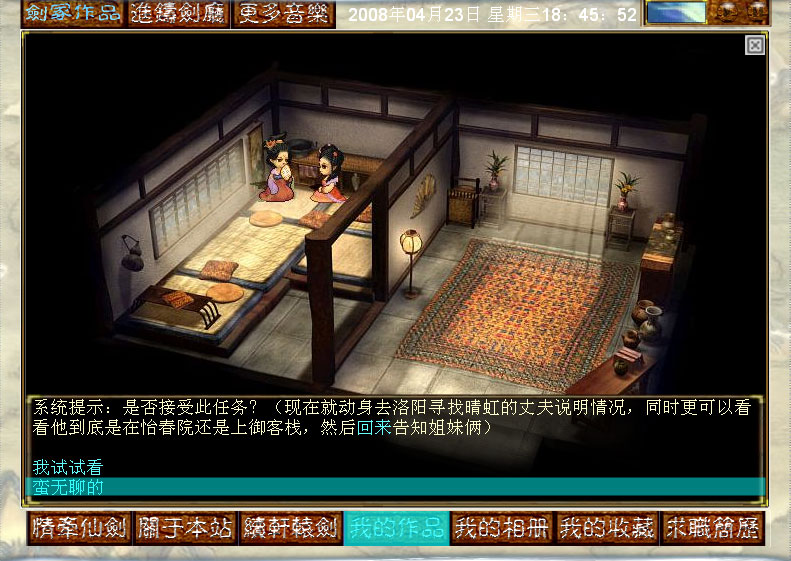 劍冢作品 進鑄劍廳 更多音樂 2008年04月23日 星期三18：45：52
系统提示：是否接受此任务？（现在就动身去洛阳寻找晴虹的丈夫说明情况，同时更可以看
看他到底是在怡春院还是上御客栈，然后回来告知姐妹俩）
我试试看
蛮无聊的
情牽仙劍 關于本站 續軒轅劍 我的作品 我的相册 我的收藏 求職簡歷